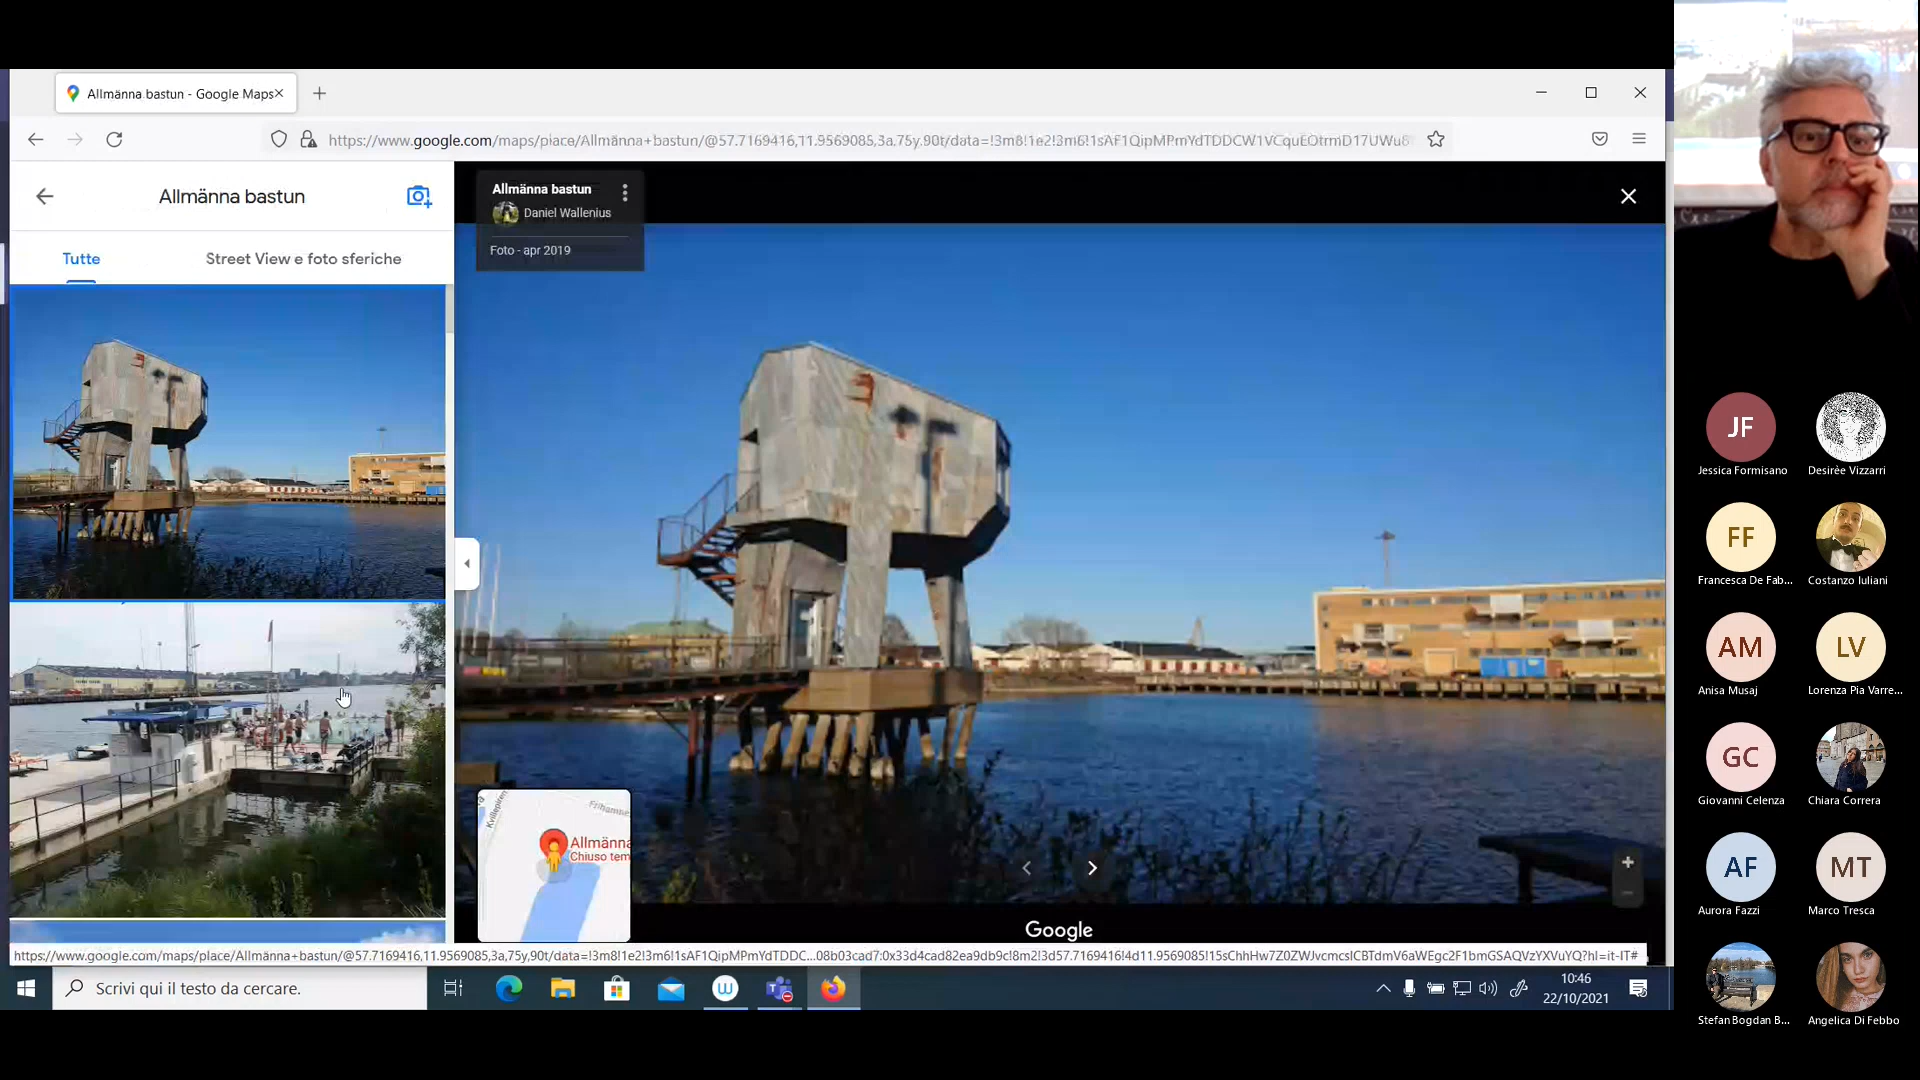 Allmänna bastun - Google Maps
https://www.google.com/maps/place/Allmänna+bastun/@57.7169416,11.9569085,3a,75y,90t/data=!3m8!1e2!3m6!1sAF1QipMPmYdTDDCW1VCquEOtrmD17UWu8
Allmänna bastun
Tutte
Street View e foto sferiche
Allmänna bastun
Daniel Wallenius
Foto - apr 2019
Kvillepiren
Frihamne
Allmänna
Chiuso tem
Google
https://www.google.com/maps/place/Allmänna+bastun/@57.7169416,11.9569085,3a,75y,90t/data=!3m8!1e2!3m6!1sAF1QipMPmYdTDDC...08b03cad7:0x33d4cad82ea9db9c!8m2!3d57.7169416!4d11.9569085!15sChhHw7Z0ZWJvcmcsICBTdmV6aWEgc2F1bmGSAQVzYXVuYQ?hl=it-IT#
Scrivi qui il testo da cercare.
10:46
22/10/2021
JF
Jessica Formisano
Desirèe Vizzarri
FF
Francesca De Fab...
Costanzo Iuliani
AM
Anisa Musaj
LV
Lorenza Pia Varre...
GC
Giovanni Celenza
Chiara Correra
AF
Aurora Fazzi
MT
Marco Tresca
Stefan Bogdan B...
Angelica Di Febbo